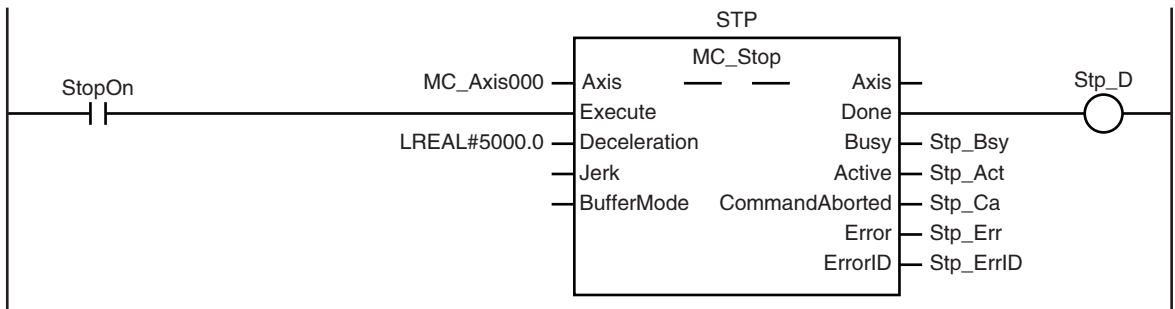 STP
MC_Stop
MC_Axis000 Axis Axis
StopOn Stp_D
Execute Done
LREAL#5000.0 Deceleration Busy Stp_Bsy
Jerk Active Stp_Act
BufferMode CommandAborted Stp_Ca
Error Stp_Err
ErrorID Stp_ErrID